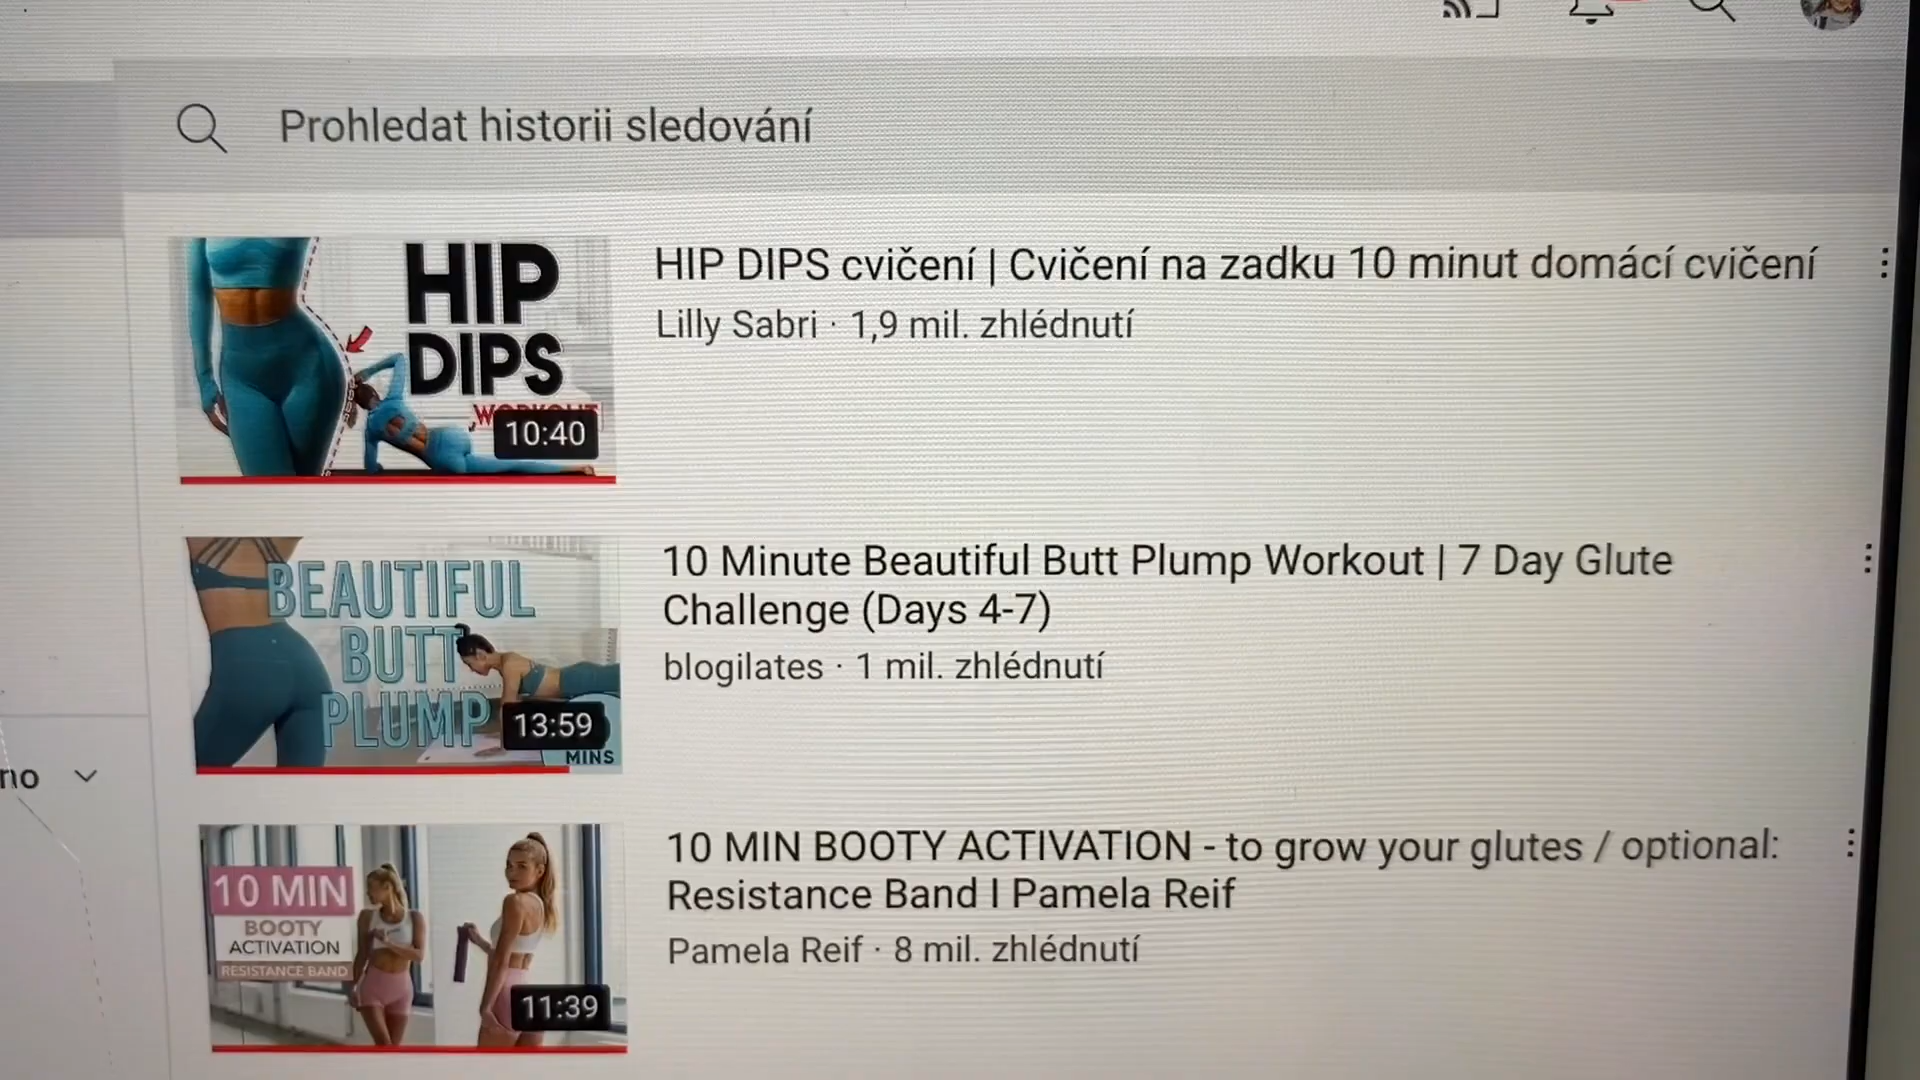 Prohledat historii sledování
HIP
DIPS
WORKOUT
10:40
HIP DIPS cvičení | Cvičení na zadku 10 minut domácí cvičení
Lilly Sabri · 1,9 mil. zhlédnutí
BEAUTIFUL
BUTT
PLUMP
13:59
MINS
10 Minute Beautiful Butt Plump Workout | 7 Day Glute
Challenge (Days 4-7)
blogilates · 1 mil. zhlédnutí
no
10 MIN
BOOTY
ACTIVATION
RESISTANCE BAND
11:39
10 MIN BOOTY ACTIVATION - to grow your glutes / optional:
Resistance Band I Pamela Reif
Pamela Reif · 8 mil. zhlédnutí